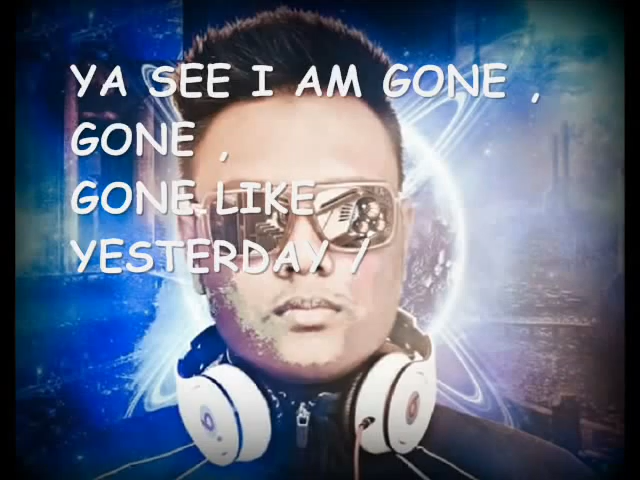 YA SEE I AM GONE ,
GONE ,
GONE LIKE
YESTERDAY /